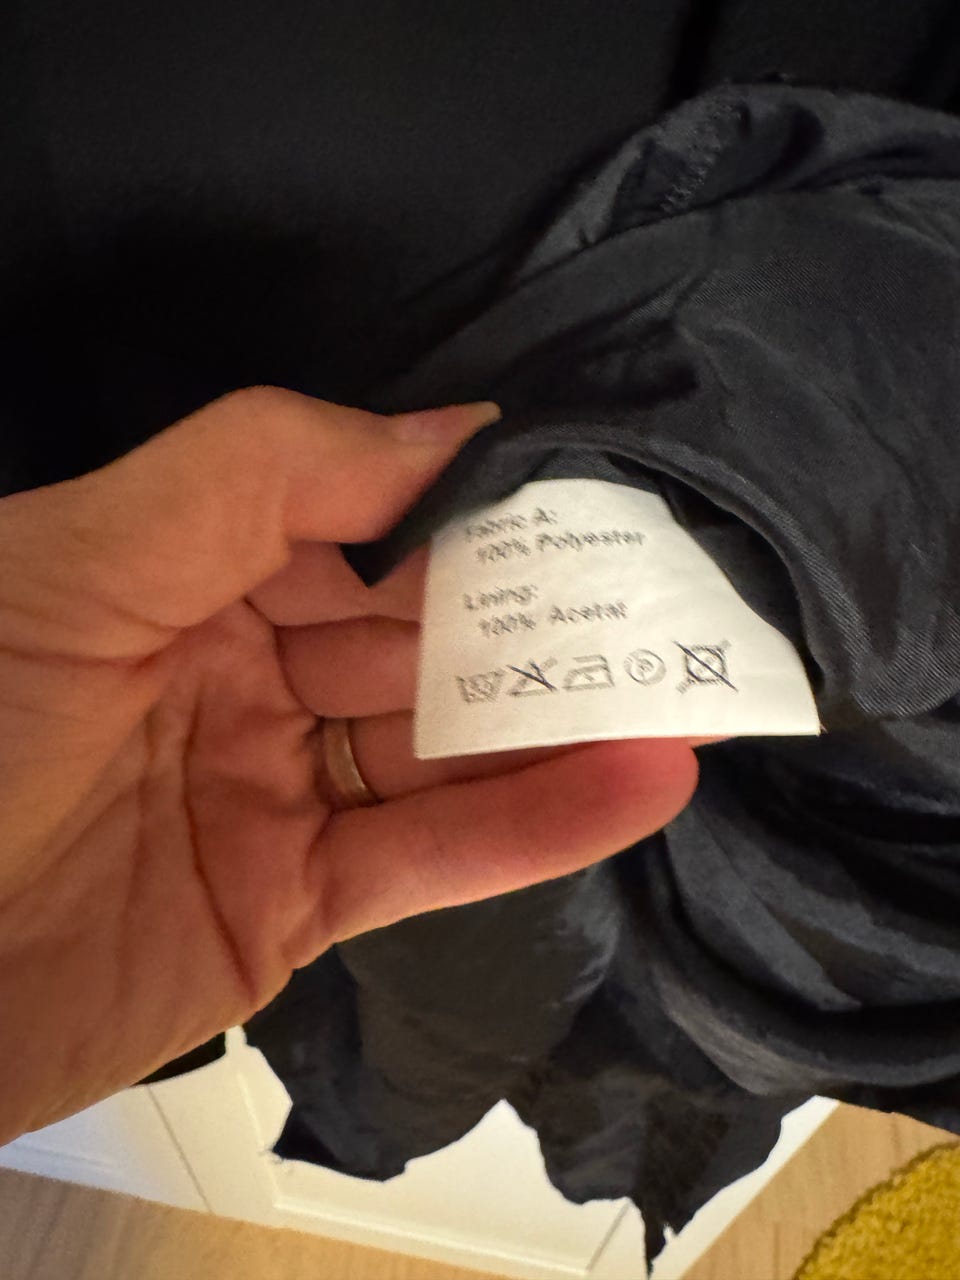 Fabric A:
100% Polyester
Lining:
100% Acetat